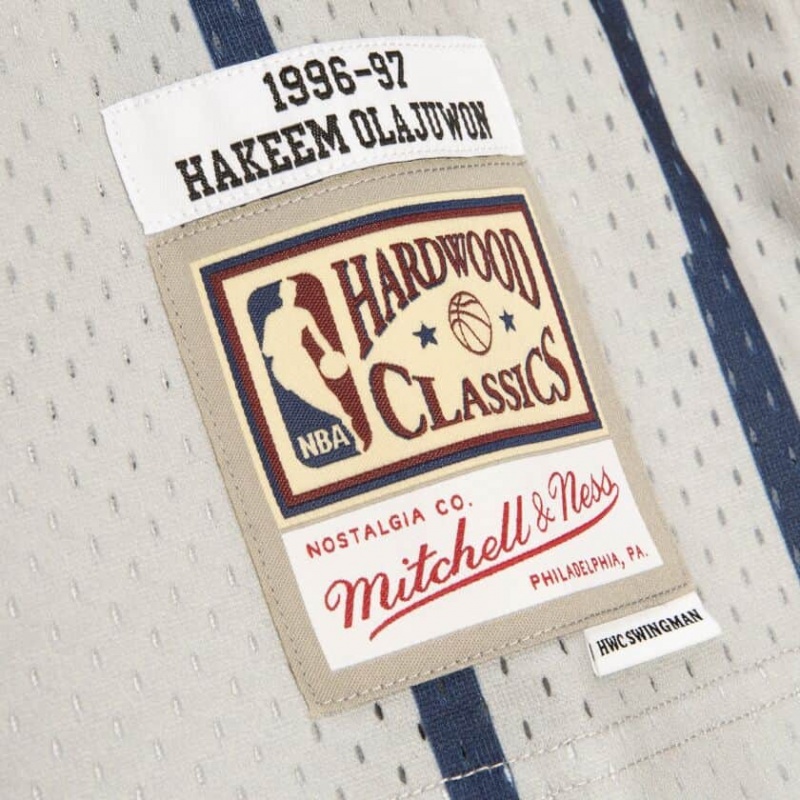 1996-97
HAKEEM OLAJUWON
HARDWOOD
CLASSICS
NBA
NOSTALGIA CO.
Mitchell & Ness
PHILADELPHIA, PA.
HWC SWINGMAN